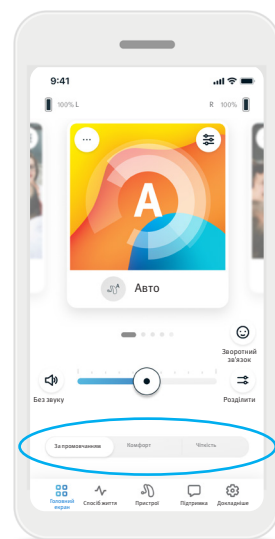 9:41
100% L
R 100%
A
Авто
Зворотний
зв'язок
Без звуку
Розділити
За промовчанням Комфорт Чіткість
Головний
екран
Спосіб життя
Пристрої
Підтримка
Докладніше